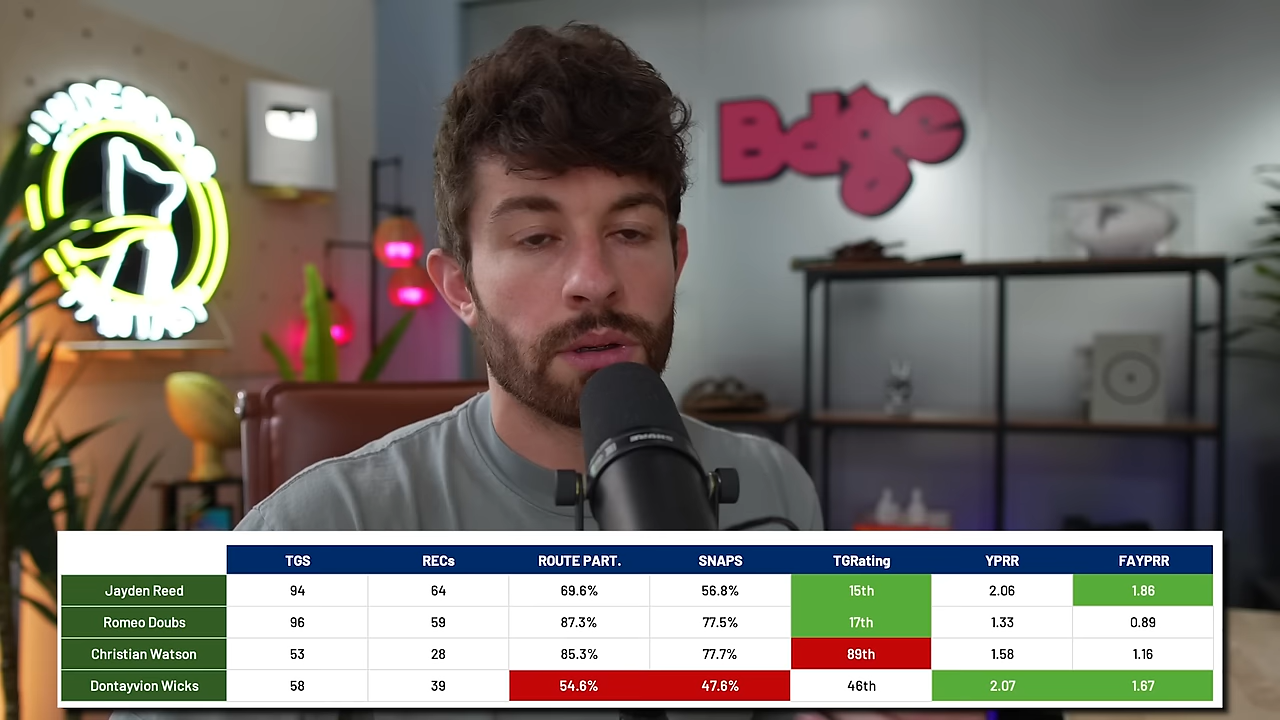 UNDERDOG
FANTASY
Bdge
TGS RECs ROUTE PART. SNAPS TGRating YPRR FAYPRR
Jayden Reed 94 64 69.6% 56.8% 15th 2.06 1.86
Romeo Doubs 96 59 87.3% 77.5% 17th 1.33 0.89
Christian Watson 53 28 85.3% 77.7% 89th 1.58 1.16
Dontayvion Wicks 58 39 54.6% 47.6% 46th 2.07 1.67